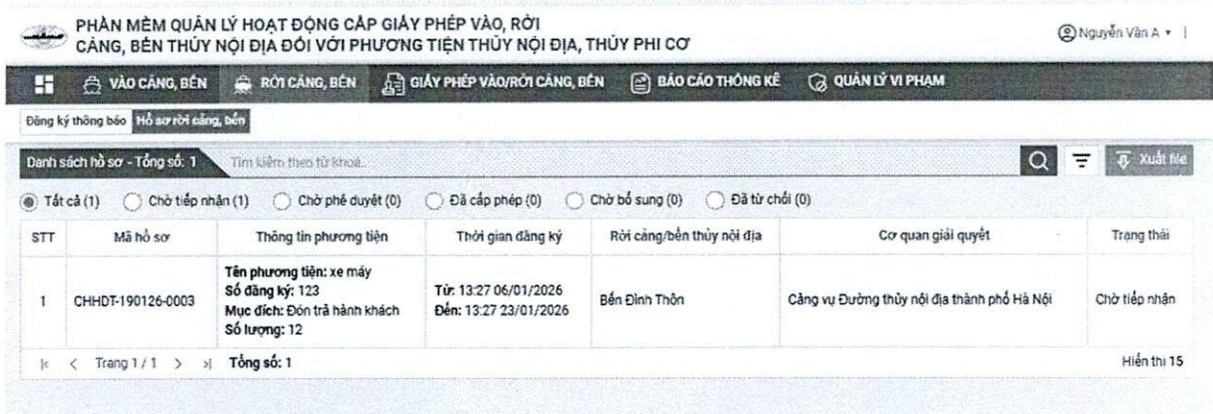 PHẦN MỀM QUẢN LÝ HOẠT ĐỘNG CẤP GIẤY PHÉP VÀO, RỜI
CẢNG, BẾN THỦY NỘI ĐỊA ĐỐI VỚI PHƯƠNG TIỆN THỦY NỘI ĐỊA, THỦY PHI CƠ
Nguyễn Văn A
VÀO CẢNG, BẾN
RỜI CẢNG, BẾN
GIẤY PHÉP VÀO/RỜI CẢNG, BẾN
BÁO CÁO THỐNG KÊ
QUẢN LÝ VI PHẠM
Đăng ký thông báo
Hồ sơ rời cảng, bến
Danh sách hồ sơ - Tổng số: 1
Tìm kiếm theo từ khoá..
Xuất file
Tất cả (1)
Chờ tiếp nhận (1)
Chờ phê duyệt (0)
Đã cấp phép (0)
Chờ bổ sung (0)
Đã từ chối (0)
STT
Mã hồ sơ
Thông tin phương tiện
Thời gian đăng ký
Rời cảng/bến thủy nội địa
Cơ quan giải quyết
Trạng thái
1
CHHDT-190126-0003
Tên phương tiện: xe máy
Số đăng ký: 123
Mục đích: Đón trả hành khách
Số lượng: 12
Từ: 13:27 06/01/2026
Đến: 13:27 23/01/2026
Bến Đình Thôn
Cảng vụ Đường thủy nội địa thành phố Hà Nội
Chờ tiếp nhận
Trang 1 / 1
Tổng số: 1
Hiển thị 15